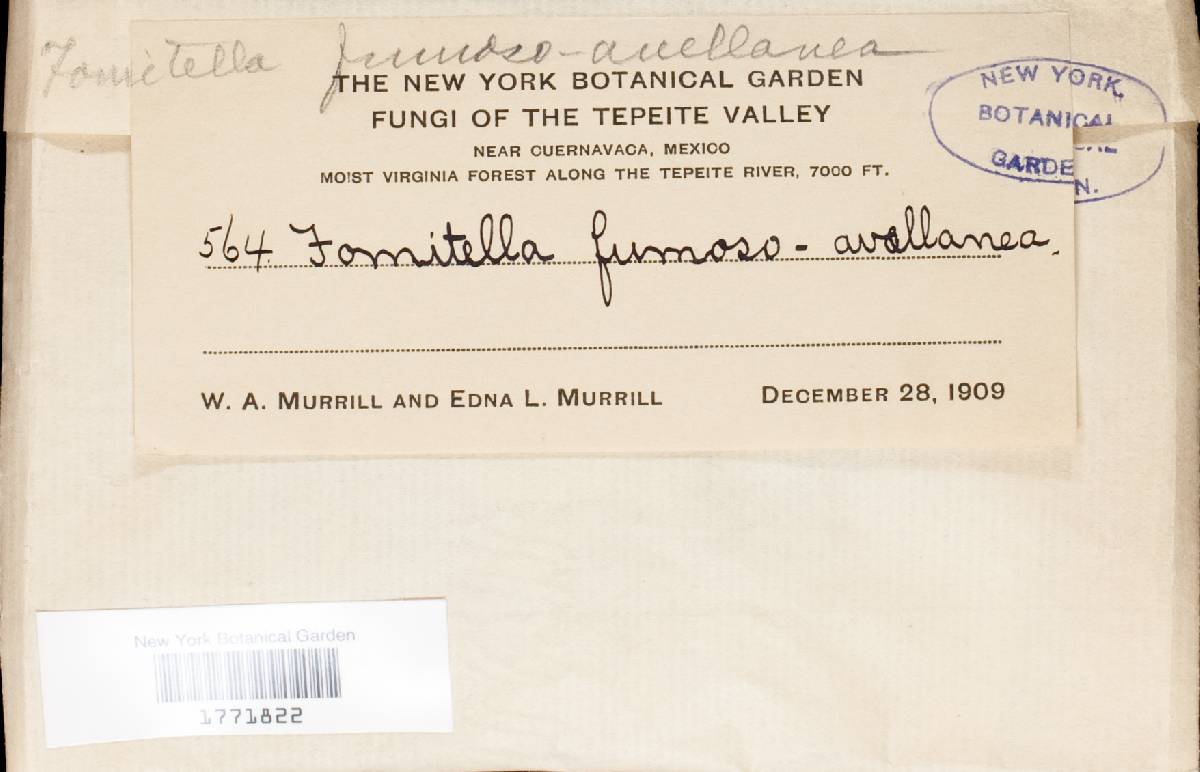 Fomitella fumoso-avellanea
THE NEW YORK BOTANICAL GARDEN
FUNGI OF THE TEPEITE VALLEY
NEAR CUERNAVACA, MEXICO
MOIST VIRGINIA FOREST ALONG THE TEPEITE RIVER, 7000 FT.
NEW YORK
BOTANICAL
GARDEN.
564. Fomitella fumoso-avellanea.
W. A. MURRILL AND EDNA L. MURRILL
DECEMBER 28, 1909
New York Botanical Garden
1771822